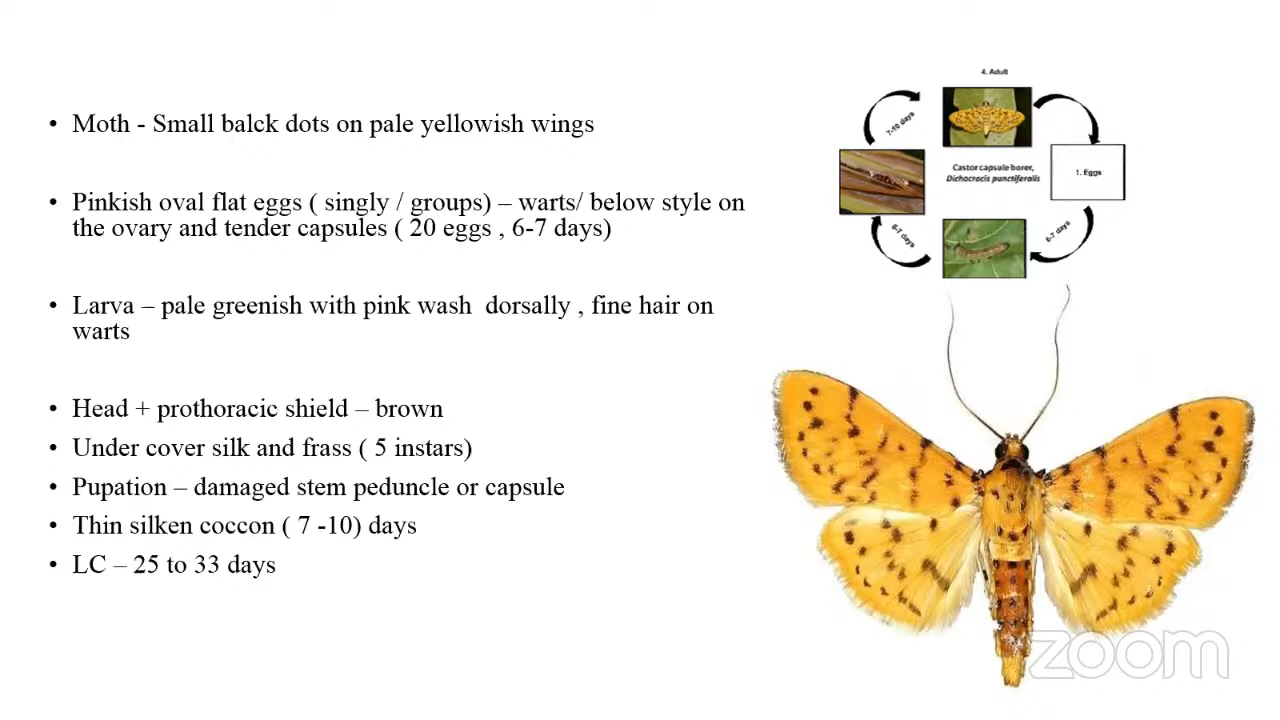 • Moth - Small balck dots on pale yellowish wings
• Pinkish oval flat eggs ( singly / groups) – warts/ below style on
the ovary and tender capsules ( 20 eggs , 6-7 days)
• Larva – pale greenish with pink wash dorsally , fine hair on
warts
• Head + prothoracic shield – brown
• Under cover silk and frass ( 5 instars)
• Pupation – damaged stem peduncle or capsule
• Thin silken coccon ( 7 -10) days
• LC – 25 to 33 days
4. Adult
7-10 days
Castor capsule borer,
Dichocrocis punctiferalis
1. Eggs
6-7 days
6-7 days
zoom